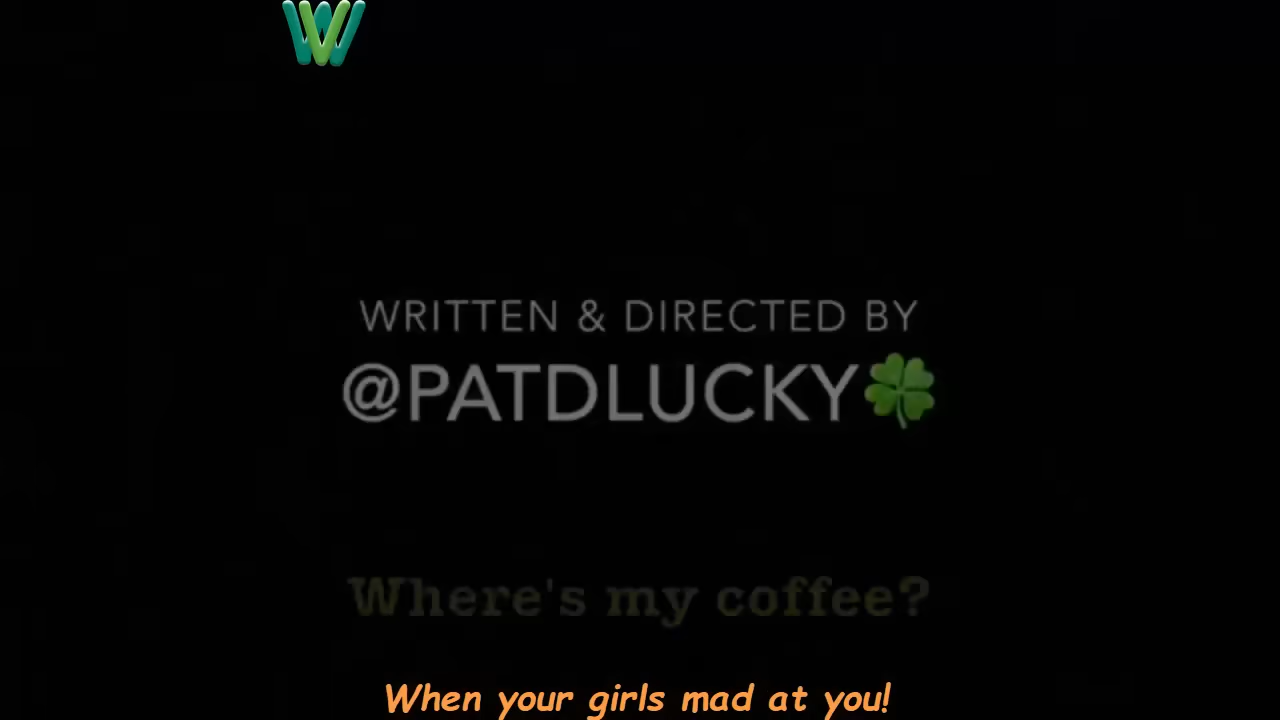 W
WRITTEN & DIRECTED BY
@PATDLUCKY🍀
Where's my coffee?
When your girls mad at you!